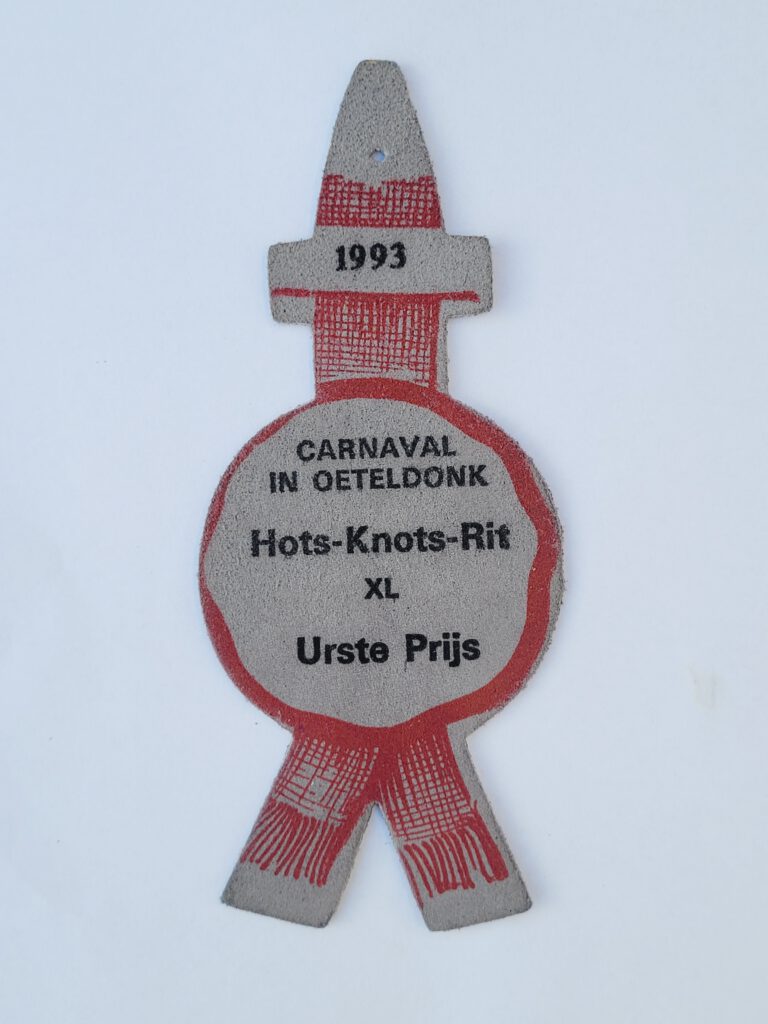 1993
CARNAVAL
IN OETELDONK
Hots-Knots-Rit
XL
Urste Prijs